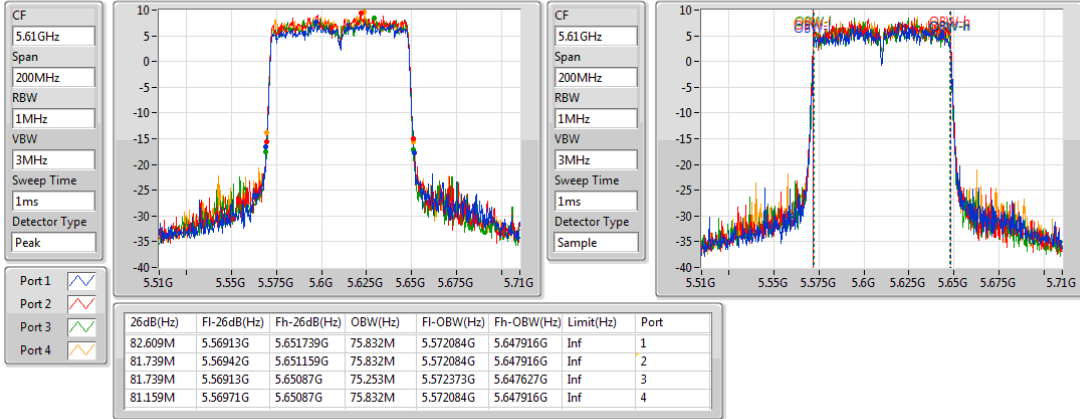 CF
5.61GHz
Span
200MHz
RBW
1MHz
VBW
3MHz
Sweep Time
1ms
Detector Type
Peak
10
5
0
-5
-10
-15
-20
-25
-30
-35
-40
5.51G 5.55G 5.575G 5.6G 5.625G 5.65G 5.675G 5.71G
CF
5.61GHz
Span
200MHz
RBW
1MHz
VBW
3MHz
Sweep Time
1ms
Detector Type
Sample
10
5
0
-5
-10
-15
-20
-25
-30
-35
-40
OBW-l OBW-h
5.51G 5.55G 5.575G 5.6G 5.625G 5.65G 5.675G 5.71G
Port 1
Port 2
Port 3
Port 4
26dB(Hz) Fl-26dB(Hz) Fh-26dB(Hz) OBW(Hz) Fl-OBW(Hz) Fh-OBW(Hz) Limit(Hz) Port
82.609M 5.56913G 5.651739G 75.832M 5.572084G 5.647916G Inf 1
81.739M 5.56942G 5.651159G 75.832M 5.572084G 5.647916G Inf 2
81.739M 5.56913G 5.65087G 75.253M 5.572373G 5.647627G Inf 3
81.159M 5.56971G 5.65087G 75.832M 5.572084G 5.647916G Inf 4